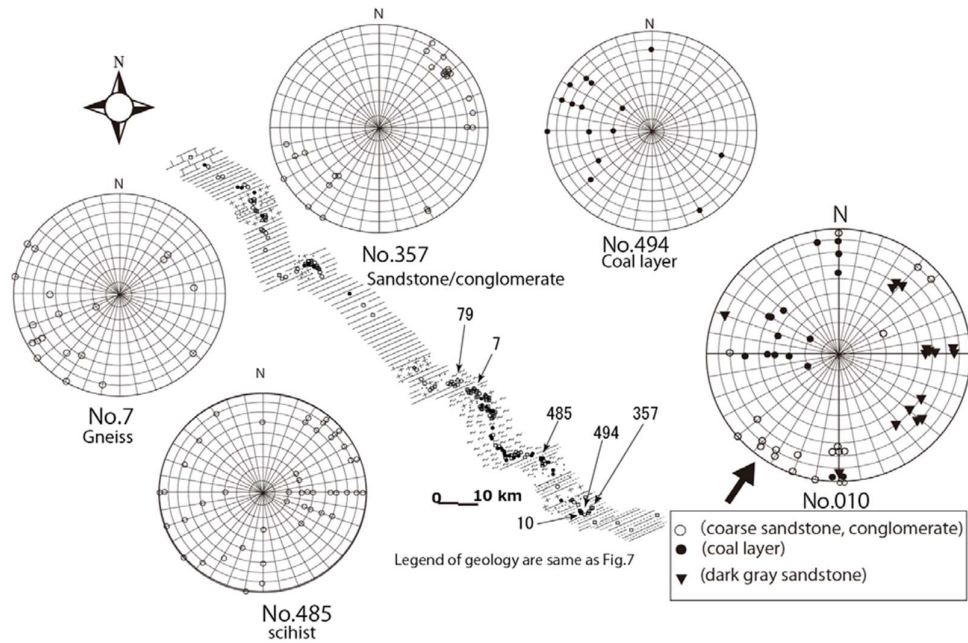 N
N
N
No.357
Sandstone/conglomerate
No.494
Coal layer
N
No.7
Gneiss
N
79
7
485
494
357
10
0 10 km
Legend of geology are same as Fig.7
N
No.485
scihist
No.010
(coarse sandstone, conglomerate)
(coal layer)
(dark gray sandstone)